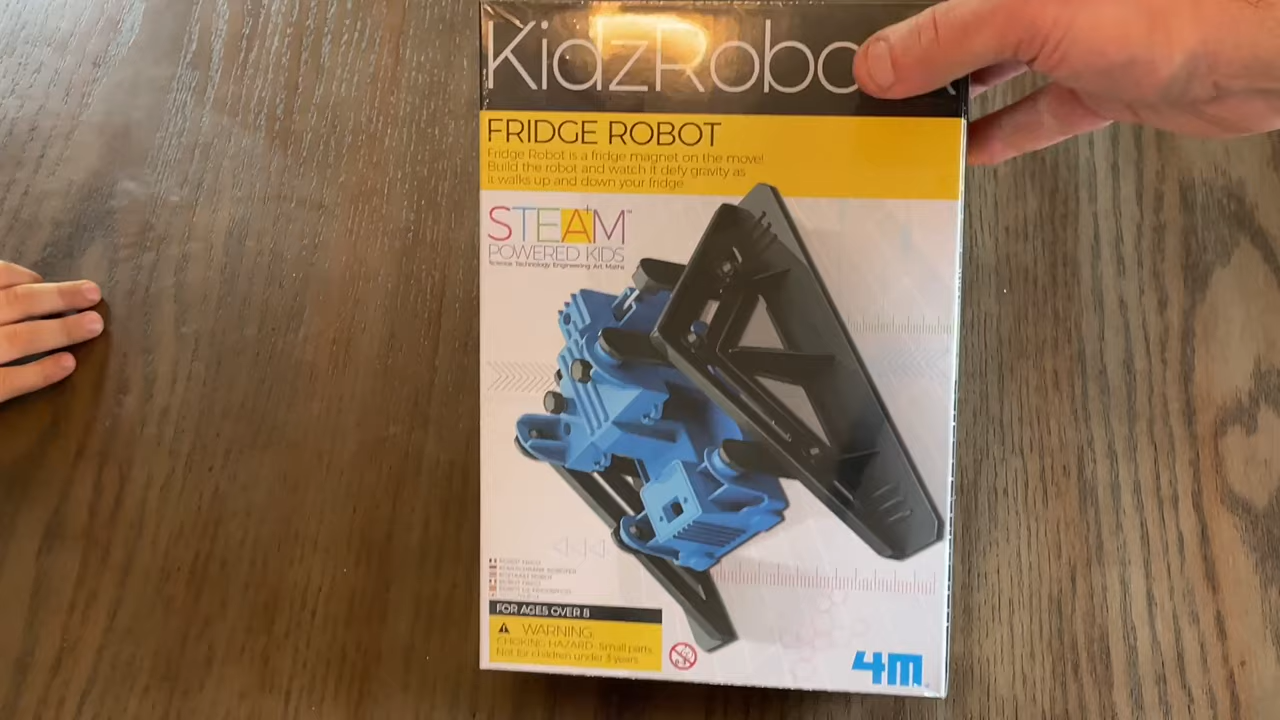 KidzRobo
FRIDGE ROBOT
Fridge Robot is a fridge magnet on the move!
Build the robot and watch it defy gravity as
it walks up and down your fridge
STEAM™
POWERED KIDS
Science Technology Engineering Art Maths
FOR AGES OVER 8
WARNING:
CHOKING HAZARD- Small parts.
Not for children under 3 years.
4M